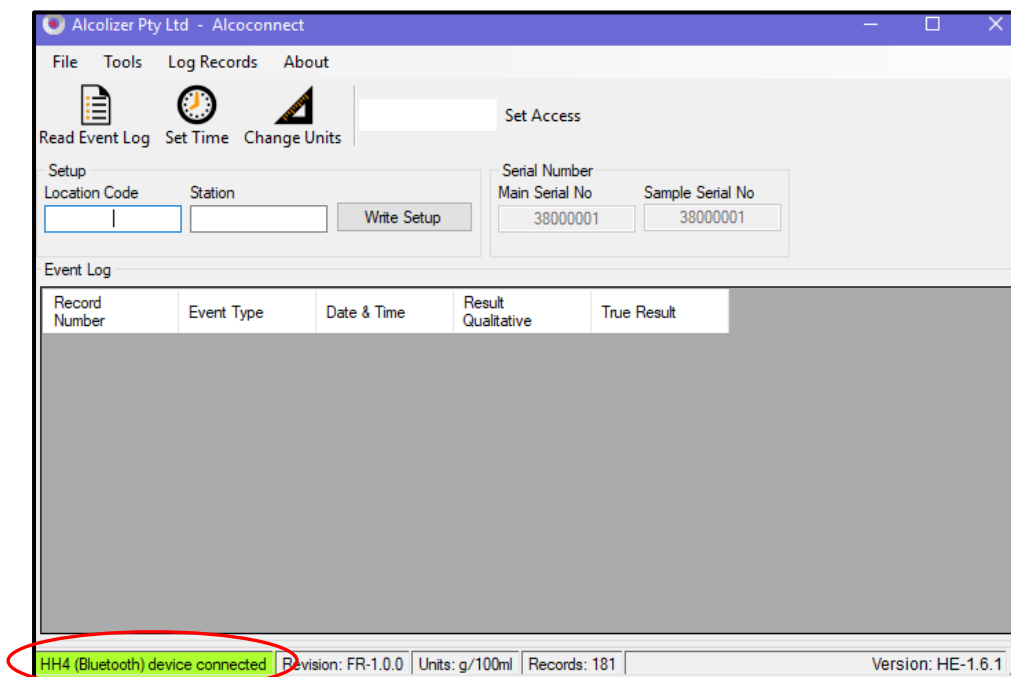 Alcolizer Pty Ltd - Alcoconnect
File Tools Log Records About
Read Event Log Set Time Change Units Set Access
Setup Serial Number
Location Code Station Main Serial No Sample Serial No
Write Setup 38000001 38000001
Event Log
Record Number Event Type Date & Time Result Qualitative True Result
HH4 (Bluetooth) device connected Revision: FR-1.0.0 Units: g/100ml Records: 181 Version: HE-1.6.1